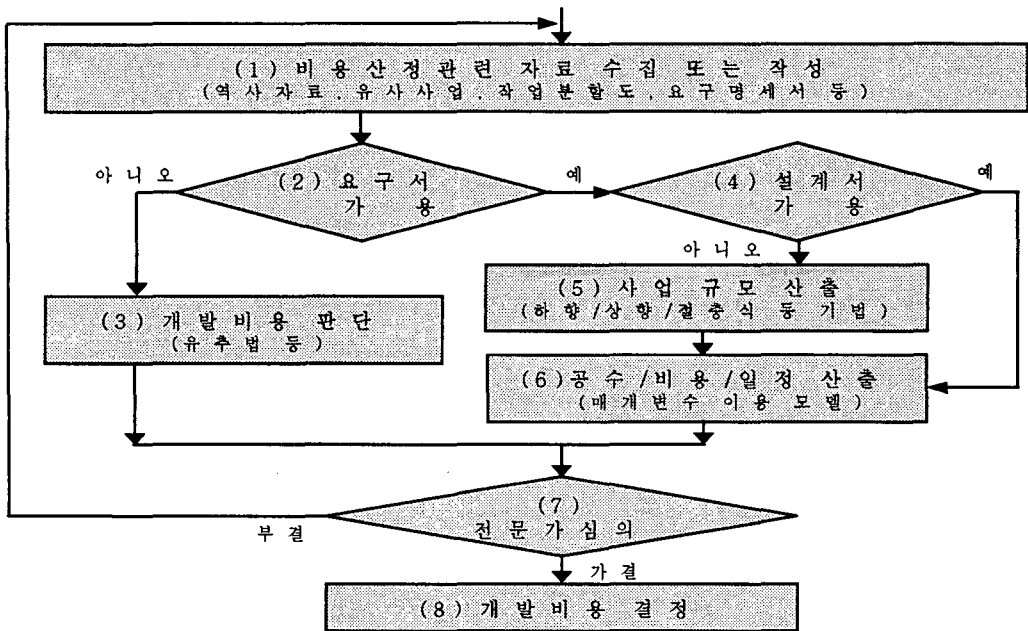 (1) 비용산정관련 자료 수집 또는 작성
(역사자료.유사사업.작업분할도.요구명세서 등)
아니오
(2) 요구서
가 용
예
(4) 설계서
가 용
예
아니오
(5) 사업 규모 산출
(하향/상향/절충식 등 기법)
(3) 개발비용 판단
(유추법 등)
(6) 공수/비용/일정 산출
(매개변수 이용 모델)
(7)
전문가심의
부결
가결
(8) 개발비용 결정